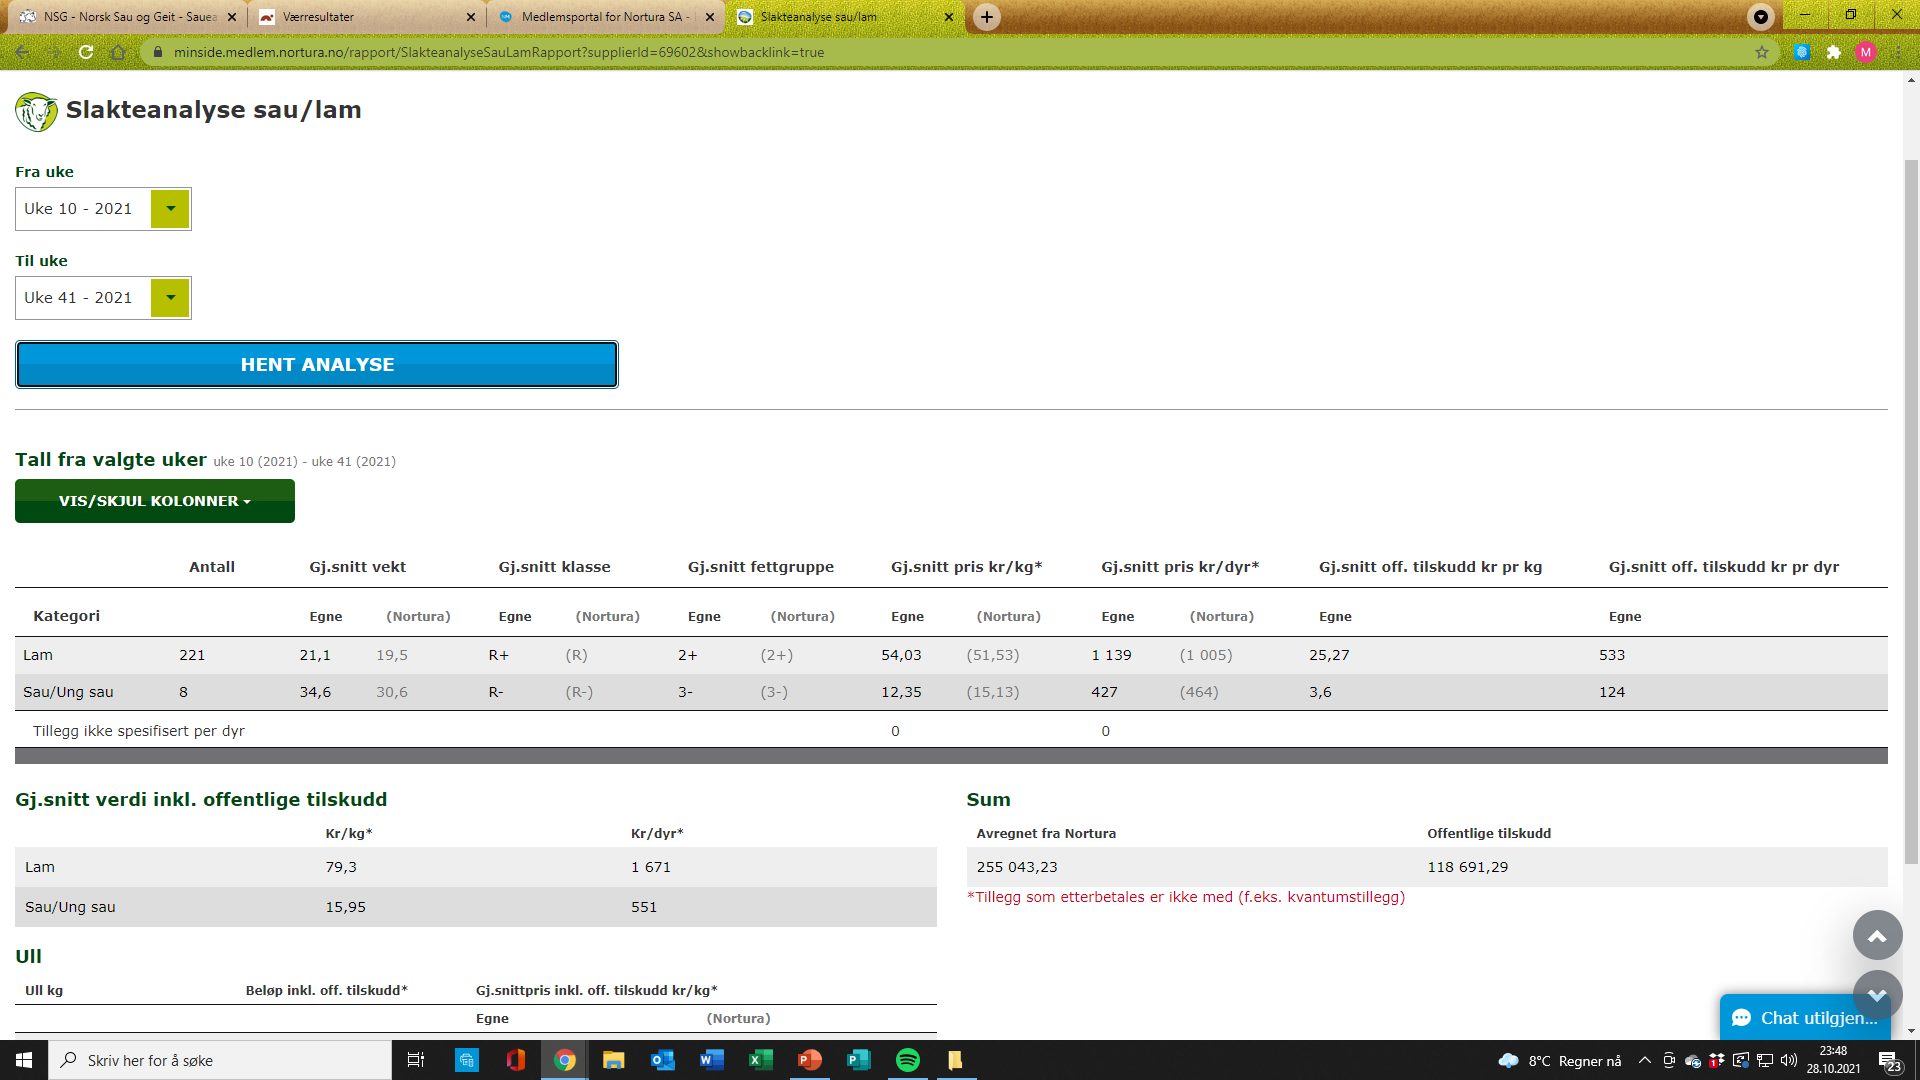 NSG - Norsk Sau og Geit - Sauea
Værresultater
Medlemsportal for Nortura SA -
Slakteanalyse sau/lam
minside.medlem.nortura.no/rapport/SlakteanalyseSauLamRapport?supplierId=69602&showbacklink=true
M
Slakteanalyse sau/lam
Fra uke
Uke 10 - 2021
Til uke
Uke 41 - 2021
HENT ANALYSE
Tall fra valgte uker uke 10 (2021) - uke 41 (2021)
VIS/SKJUL KOLONNER
Antall Gj.snitt vekt Gj.snitt klasse Gj.snitt fettgruppe Gj.snitt pris kr/kg* Gj.snitt pris kr/dyr* Gj.snitt off. tilskudd kr pr kg Gj.snitt off. tilskudd kr pr dyr
Kategori Egne (Nortura) Egne (Nortura) Egne (Nortura) Egne (Nortura) Egne (Nortura) Egne Egne
Lam 221 21,1 19,5 R+ (R) 2+ (2+) 54,03 (51,53) 1 139 (1 005) 25,27 533
Sau/Ung sau 8 34,6 30,6 R- (R-) 3- (3-) 12,35 (15,13) 427 (464) 3,6 124
Tillegg ikke spesifisert per dyr 0 0
Gj.snitt verdi inkl. offentlige tilskudd
Kr/kg* Kr/dyr*
Lam 79,3 1 671
Sau/Ung sau 15,95 551
Sum
Avregnet fra Nortura Offentlige tilskudd
255 043,23 118 691,29
*Tillegg som etterbetales er ikke med (f.eks. kvantumstillegg)
Ull
Ull kg Beløp inkl. off. tilskudd* Gj.snittpris inkl. off. tilskudd kr/kg*
Egne (Nortura)
Chat utilgjen...
Skriv her for å søke
8°C Regner nå
23:48
28.10.2021
23